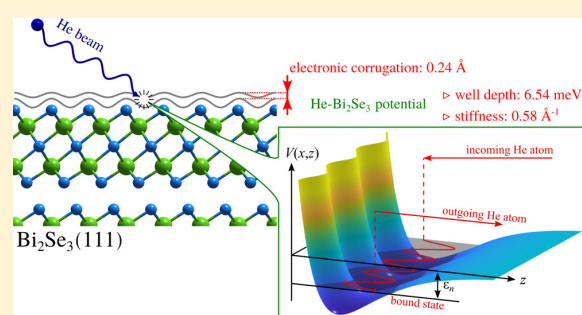 He beam
electronic corrugation: 0.24 Å
He-Bi₂Se₃ potential
▷ well depth: 6.54 meV
▷ stiffness: 0.58 Å⁻¹
Bi₂Se₃(111)
V(x,z)
incoming He atom
outgoing He atom
εₙ
z
bound state